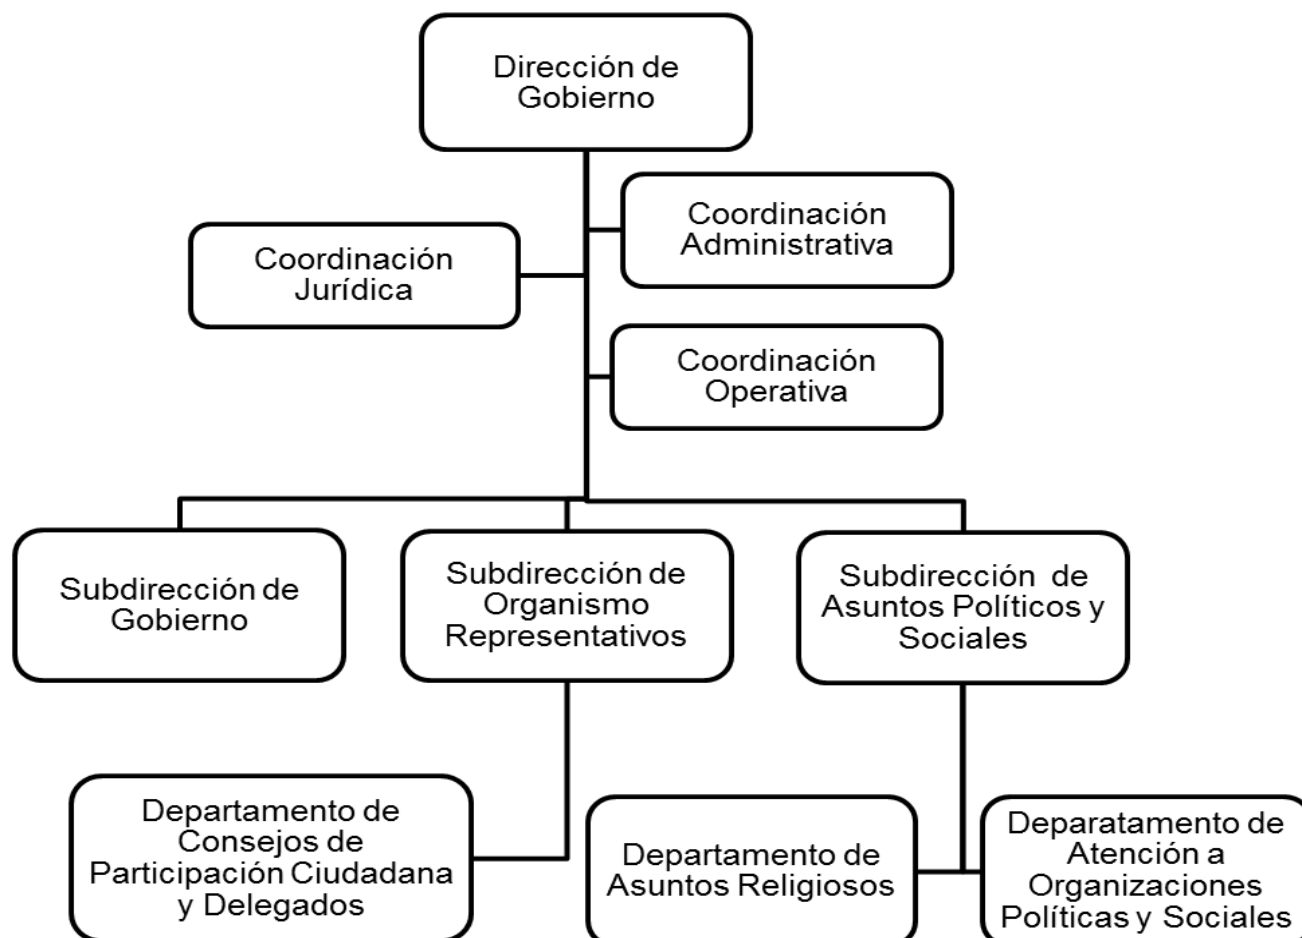 Dirección de
Gobierno
Coordinación
Administrativa
Coordinación
Jurídica
Coordinación
Operativa
Subdirección de
Gobierno
Subdirección de
Organismo
Representativos
Subdirección de
Asuntos Políticos y
Sociales
Departamento de
Consejos de
Participación Ciudadana
y Delegados
Departamento de
Asuntos Religiosos
Deparatamento de
Atención a
Organizaciones
Políticas y Sociales